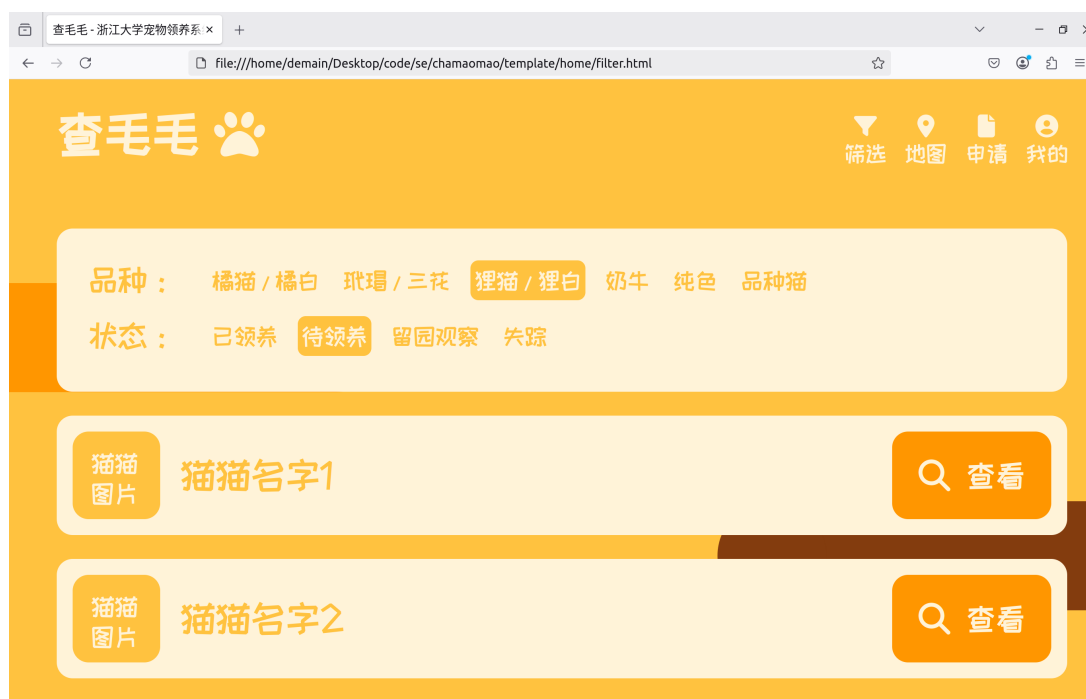 查毛毛 - 浙江大学宠物领养系
file:///home/demain/Desktop/code/se/chamaomao/template/home/filter.html
查毛毛
筛选 地图 申请 我的
品种： 橘猫 / 橘白 玳瑁 / 三花 狸猫 / 狸白 奶牛 纯色 品种猫
状态： 已领养 待领养 留园观察 失踪
猫猫
图片
猫猫名字1
查看
猫猫
图片
猫猫名字2
查看